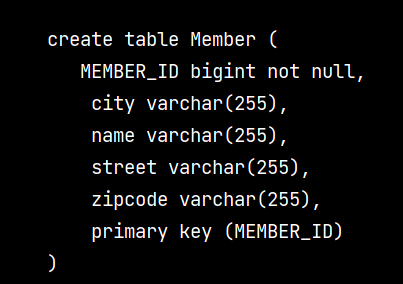 create table Member (
MEMBER_ID bigint not null,
city varchar(255),
name varchar(255),
street varchar(255),
zipcode varchar(255),
primary key (MEMBER_ID)
)